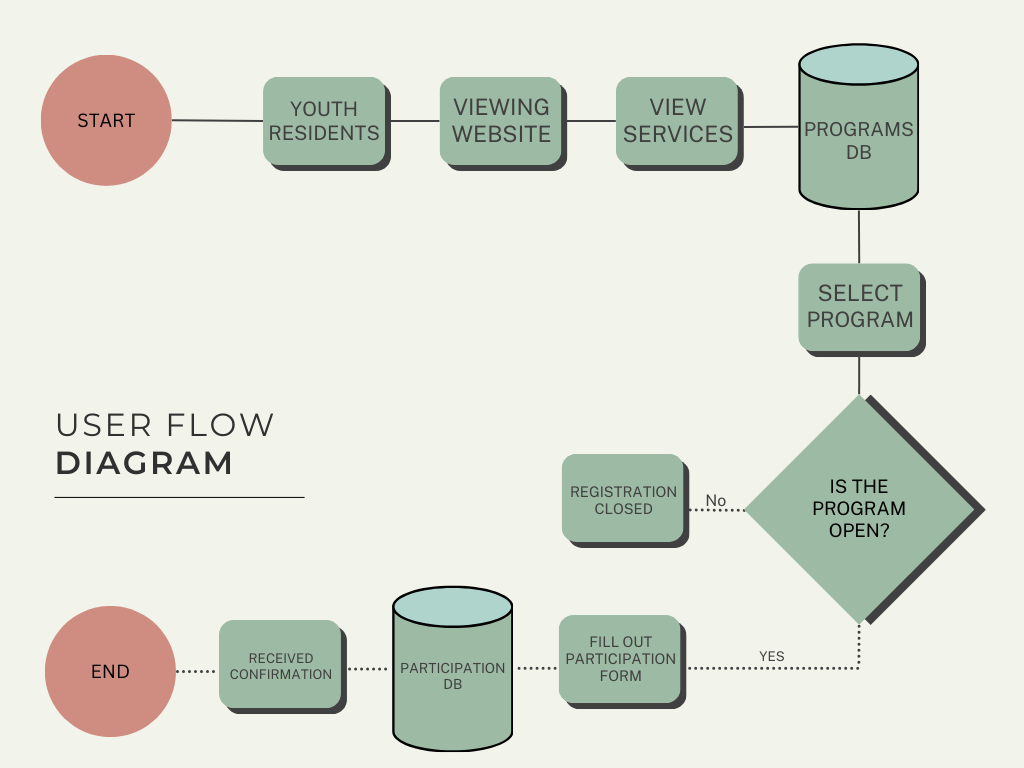 START
YOUTH
RESIDENTS
VIEWING
WEBSITE
VIEW
SERVICES
PROGRAMS
DB
SELECT
PROGRAM
USER FLOW
DIAGRAM
IS THE
PROGRAM
OPEN?
No
REGISTRATION
CLOSED
YES
FILL OUT
PARTICIPATION
FORM
PARTICIPATION
DB
RECEIVED
CONFIRMATION
END